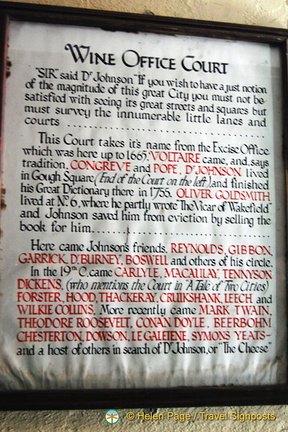 WINE OFFICE COURT
"SIR" said Dr Johnson "If you wish to have a just notion
of the magnitude of this great City you must not be
satisfied with seeing its great streets and squares but
must survey the innumerable little lanes and
courts ........................................
This Court takes it's name from the Excise Office
which was here up to 1665. VOLTAIRE came, and, says
tradition, CONGREVE and POPE, Dr JOHNSON lived
in Gough Square (End of the Court on the left) and finished
his Great Dictionary there in 1755. OLIVER GOLDSMITH
lived at No 6, where he partly wrote "The Vicar of Wakefield"
and Johnson saved him from eviction by selling the
book for him........
Here came Johnson's friends, REYNOLDS, GIBBON,
GARRICK, Dr BURNEY, BOSWELL and others of his circle.
In the 19th C. came CARLYLE, MACAULAY, TENNYSON
DICKENS, (who mentions the Court in "A Tale of Two Cities)
FORSTER, HOOD, THACKERAY, CRUIKSHANK, LEECH and
WILKIE COLLINS. More recently came MARK TWAIN,
THEODORE ROOSEVELT, CONAN DOYLE, BEERBOHM
CHESTERTON, DOWSON, LE GALEIENE, SYMONS YEATS-
and a host of others in search of Dr Johnson, or "The Cheese"
© Helen Page / Travel Signposts